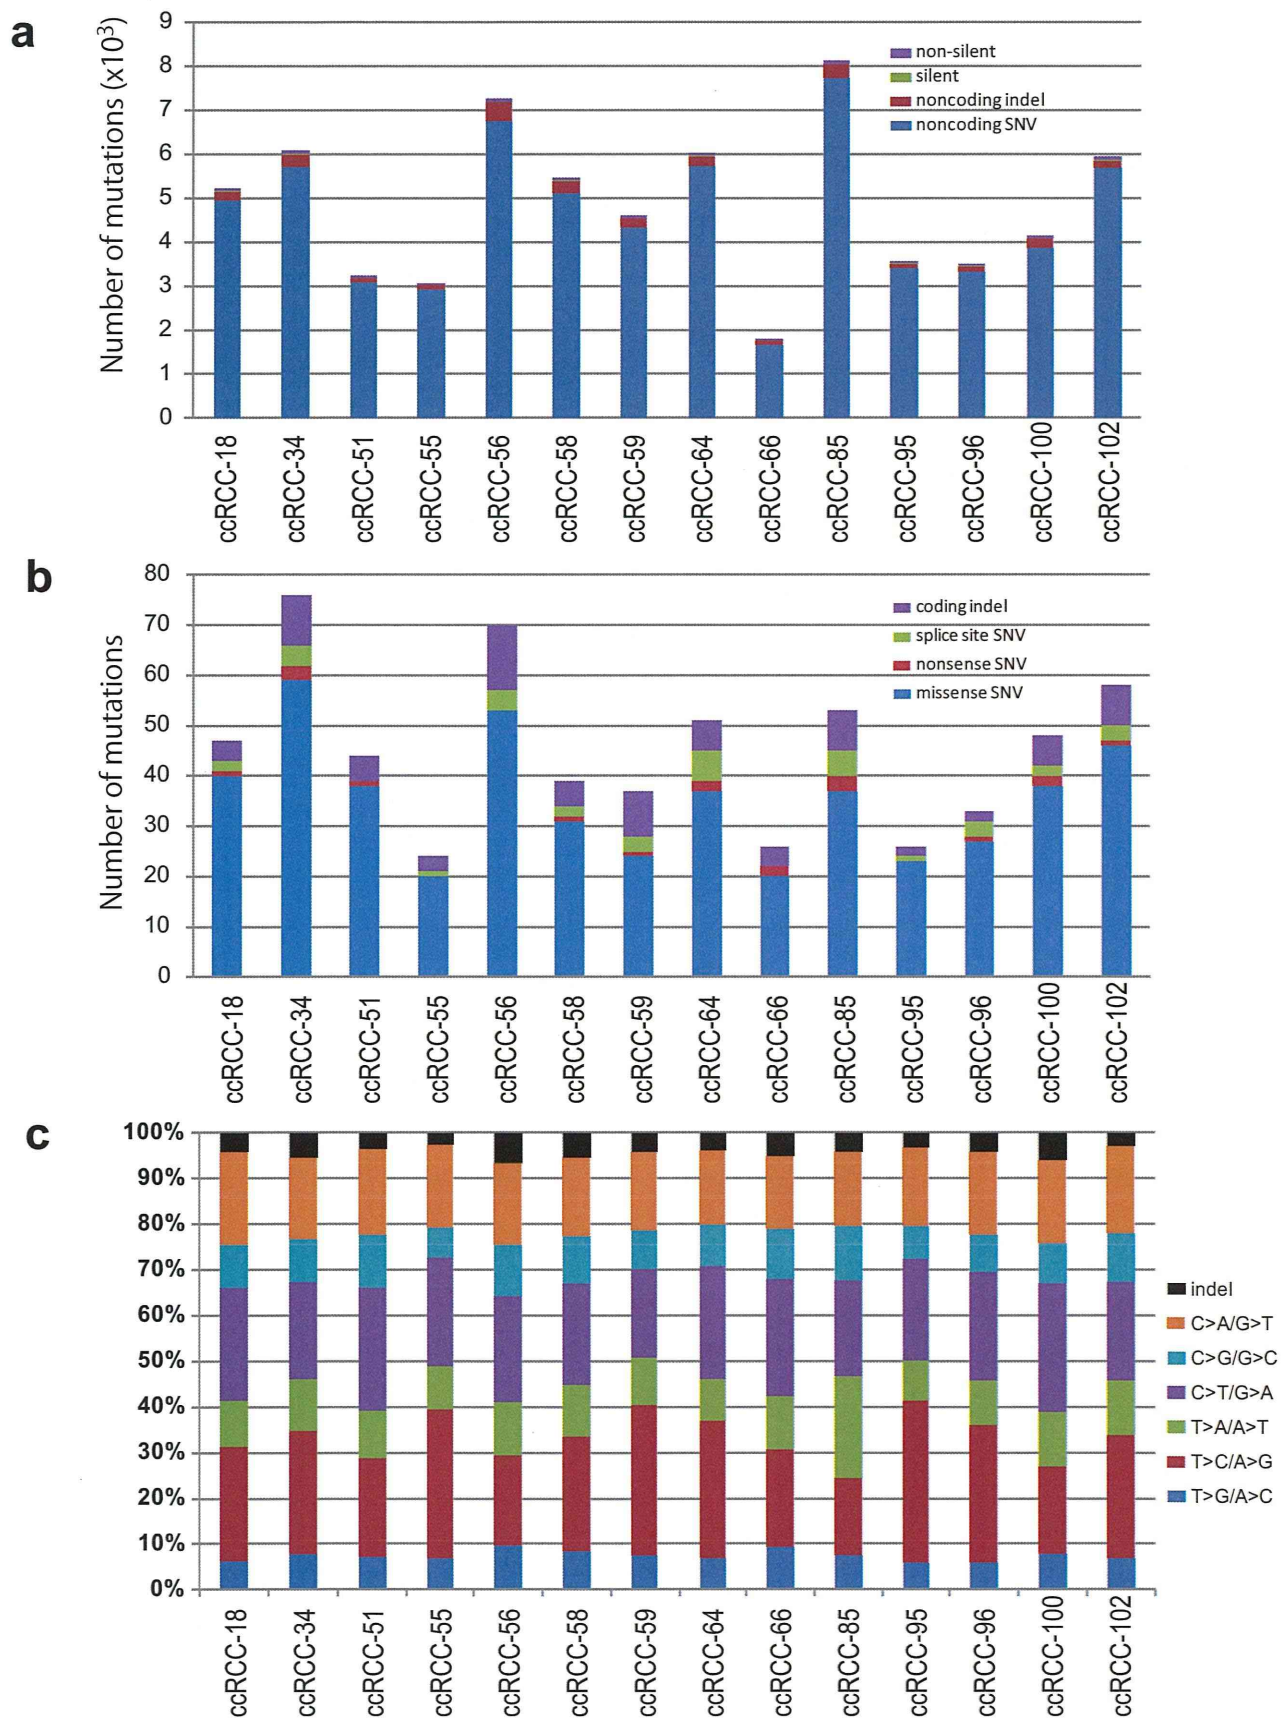 a
Number of mutations (x10³)
9
8
7
6
5
4
3
2
1
0
non-silent
silent
noncoding indel
noncoding SNV
ccRCC-18
ccRCC-34
ccRCC-51
ccRCC-55
ccRCC-56
ccRCC-58
ccRCC-59
ccRCC-64
ccRCC-66
ccRCC-85
ccRCC-95
ccRCC-96
ccRCC-100
ccRCC-102
b
Number of mutations
80
70
60
50
40
30
20
10
0
coding indel
splice site SNV
nonsense SNV
missense SNV
ccRCC-18
ccRCC-34
ccRCC-51
ccRCC-55
ccRCC-56
ccRCC-58
ccRCC-59
ccRCC-64
ccRCC-66
ccRCC-85
ccRCC-95
ccRCC-96
ccRCC-100
ccRCC-102
c
100%
90%
80%
70%
60%
50%
40%
30%
20%
10%
0%
indel
C>A/G>T
C>G/G>C
C>T/G>A
T>A/A>T
T>C/A>G
T>G/A>C
ccRCC-18
ccRCC-34
ccRCC-51
ccRCC-55
ccRCC-56
ccRCC-58
ccRCC-59
ccRCC-64
ccRCC-66
ccRCC-85
ccRCC-95
ccRCC-96
ccRCC-100
ccRCC-102